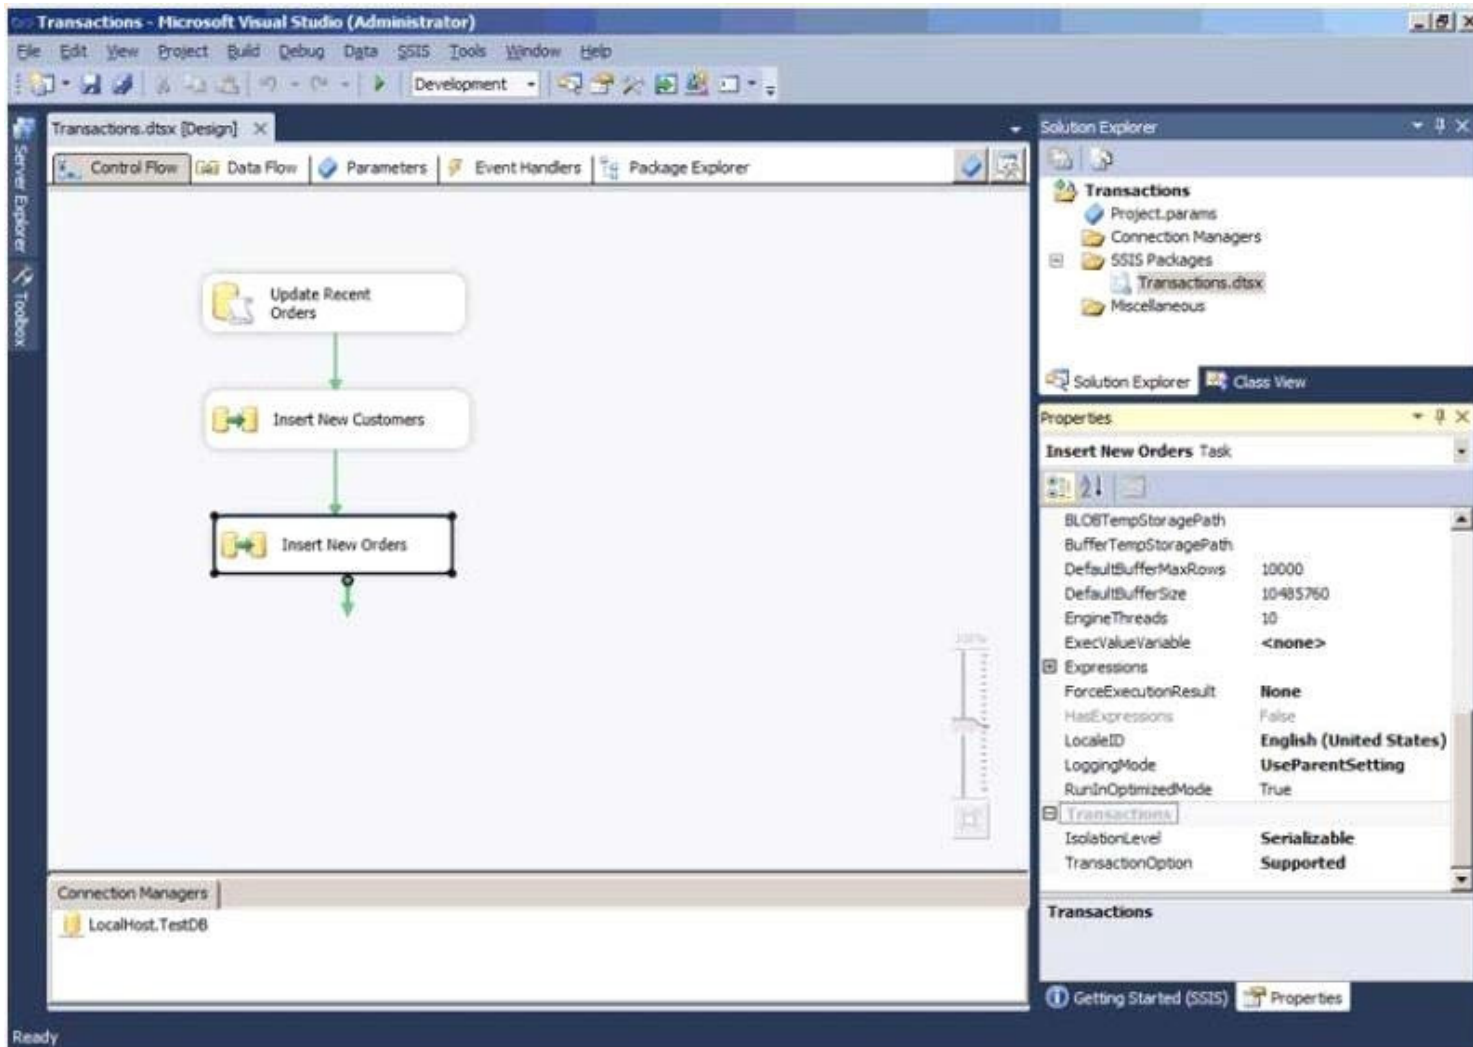 Transactions - Microsoft Visual Studio (Administrator)
File Edit View Project Build Debug Data SSIS Tools Window Help
Development
Server Explorer
Toolbox
Transactions.dtsx [Design]
Control Flow Data Flow Parameters Event Handlers Package Explorer
Update Recent
Orders
Insert New Customers
Insert New Orders
100%
Connection Managers
LocalHost.TestDB
Solution Explorer
Transactions
Project.params
Connection Managers
SSIS Packages
Transactions.dtsx
Miscellaneous
Solution Explorer Class View
Properties
Insert New Orders Task
BLOBTempStoragePath
BufferTempStoragePath
DefaultBufferMaxRows 10000
DefaultBufferSize 10485760
EngineThreads 10
ExecValueVariable <none>
Expressions
ForceExecutionResult None
HasExpressions False
LocaleID English (United States)
LoggingMode UseParentSetting
RunInOptimizedMode True
Transactions
IsolationLevel Serializable
TransactionOption Supported
Transactions
Getting Started (SSIS) Properties
Ready